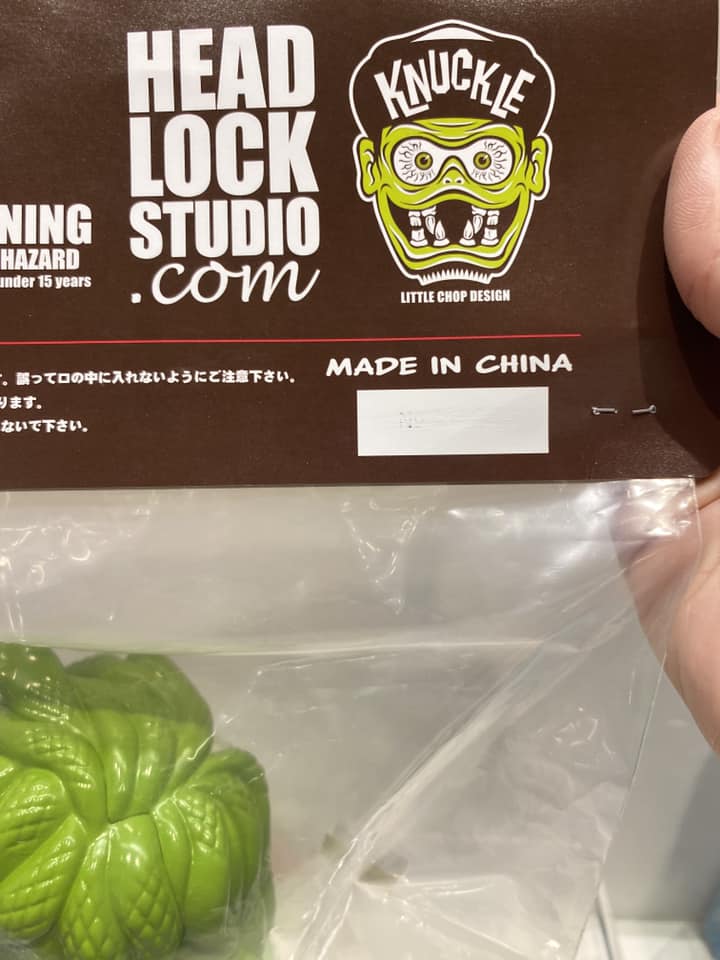 HEAD
LOCK
STUDIO
.com
KNUCKLE
LITTLE CHOP DESIGN
NING
HAZARD
under 15 years
。誤って口の中に入れないようにご注意下さい。
ります。
ないで下さい。
MADE IN CHINA